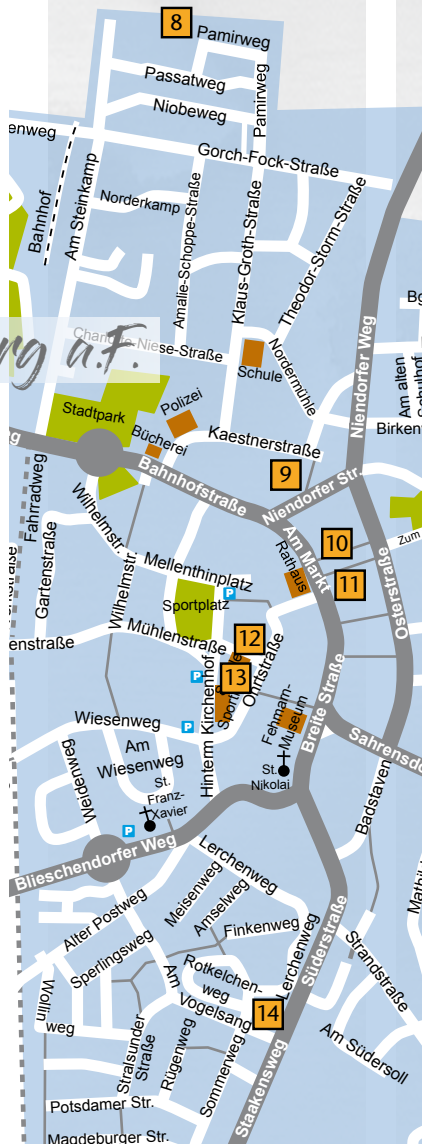 8
Pamirweg
Passatweg
Niobeweg
Pamirweg
enweg
Gorch-Fock-Straße
Bahnhof
Am Steinkamp
Norderkamp
Amalie-Schoppe-Straße
Klaus-Groth-Straße
Theodor-Storm-Straße
Niendorfer Weg
rg a.F.
Charlotte-Niese-Straße
Schule
Nordermühle
Am alten
Schulhof
Birkenw
Stadtpark
Polizei
Bücherei
Kaestnerstraße
9
Bahnhofstraße
Niendorfer Str.
Fahrradweg
Gartenstraße
Wilhelmstr.
Wilhelmstr.
Am Markt
10
Zum
Rathaus
11
Osterstraße
Mellenthinplatz
P
Sportplatz
enstraße
Mühlenstraße
12
13
Ohrtstraße
P
Hinterm Kirchenhof
Fehmarn-
Museum
Breite Straße
Sahrensdo
Wiesenweg
P
Am
Wiesenweg
Weidenweg
St.
Franz-
Xavier
St.
Nikolai
Badstaven
P
Blieschendorfer Weg
Lerchenweg
Meisenweg
Amselweg
Finkenweg
Alter Postweg
Sperlingsweg
Rotkelchen-
weg
Lerchenweg
Süderstraße
Strandstraße
Am
Vogelsang
14
Am Südersoll
Wollin
weg
Stralsunder
Straße
Rügenweg
Sommerweg
Staakensweg
Potsdamer Str.
Magdeburger Str.